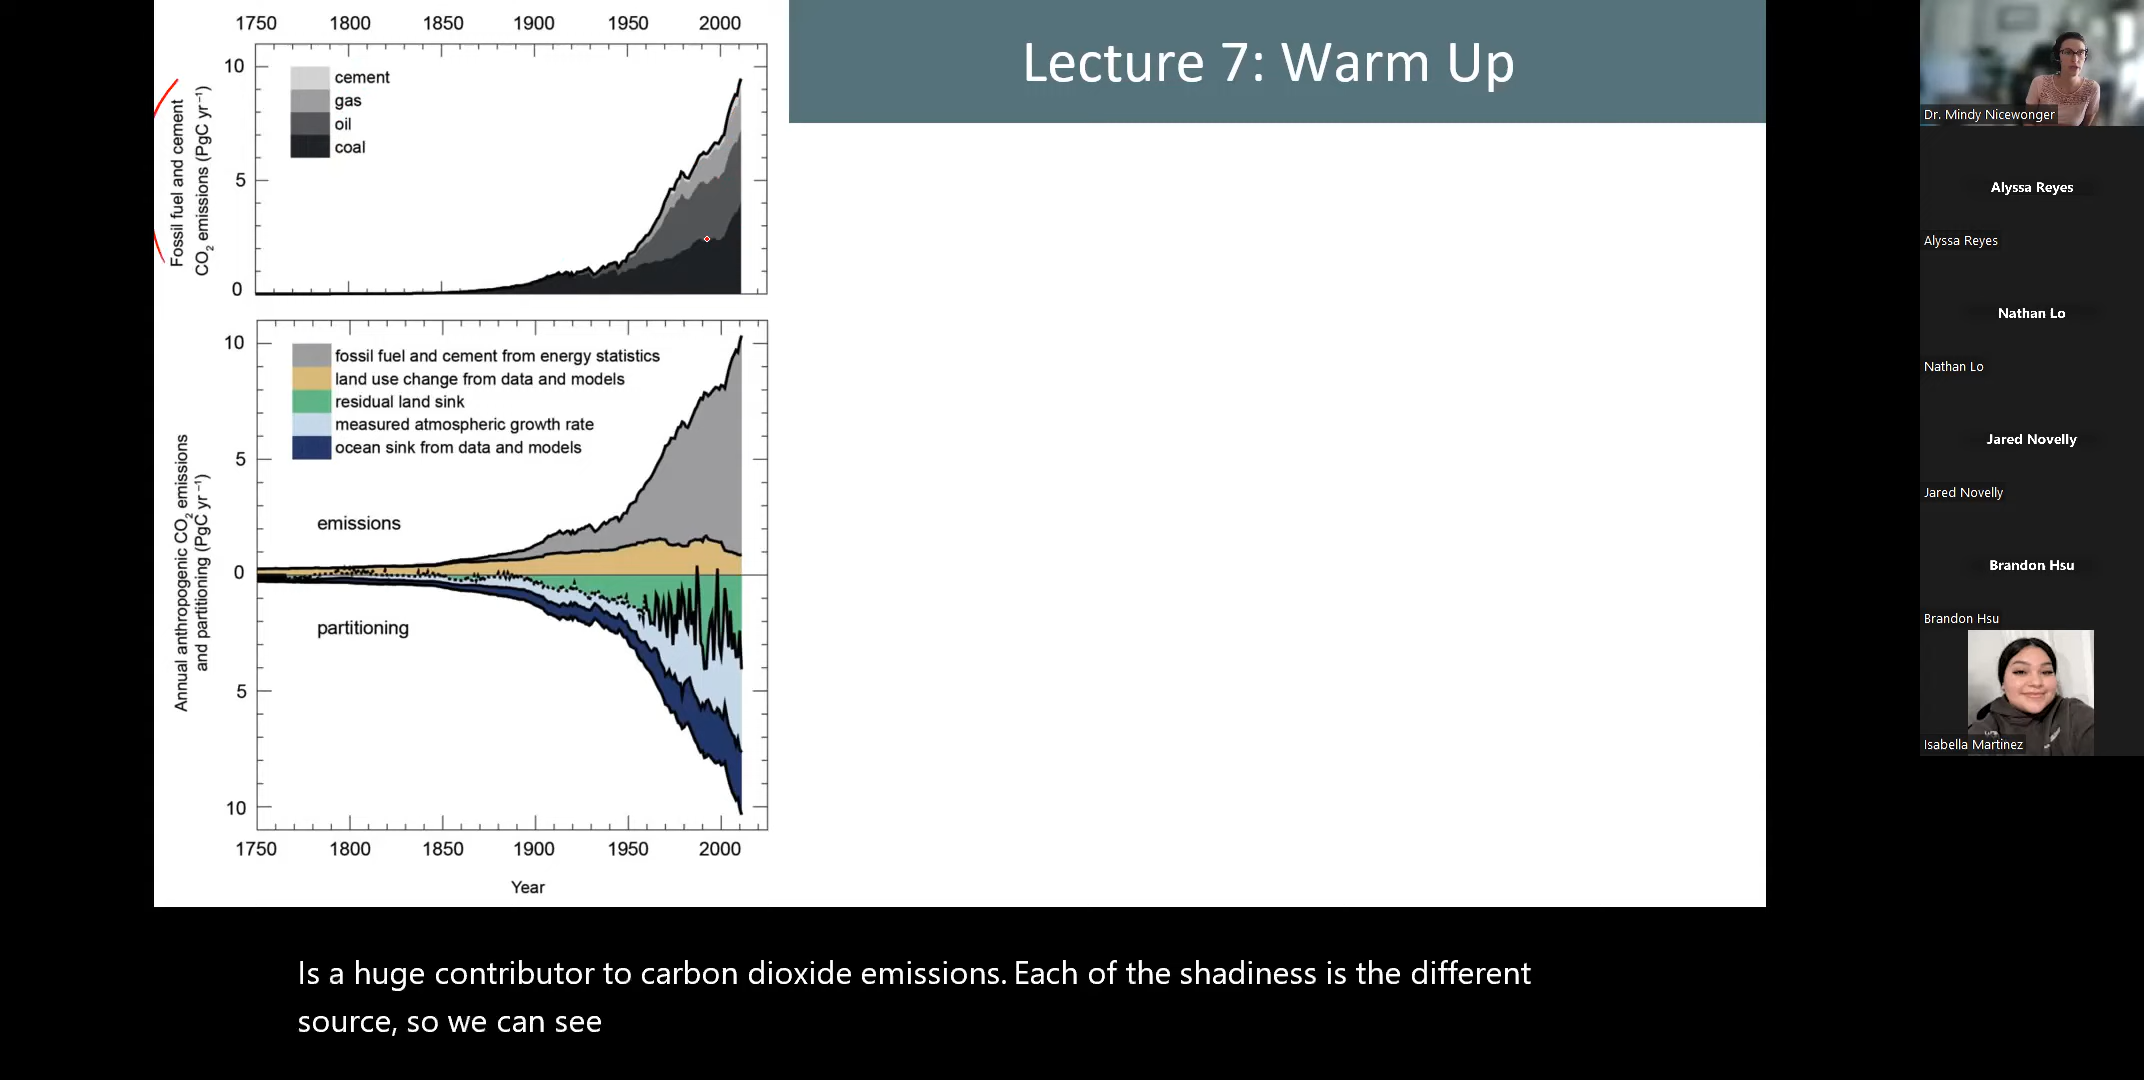 1750 1800 1850 1900 1950 2000
10
5
0
Fossil fuel and cement
CO₂ emissions (PgC yr⁻¹)
cement
gas
oil
coal
Lecture 7: Warm Up
10
5
0
5
10
Annual anthropogenic CO₂ emissions
and partitioning (PgC yr⁻¹)
fossil fuel and cement from energy statistics
land use change from data and models
residual land sink
measured atmospheric growth rate
ocean sink from data and models
emissions
partitioning
1750 1800 1850 1900 1950 2000
Year
Is a huge contributor to carbon dioxide emissions. Each of the shadiness is the different
source, so we can see
Dr. Mindy Nicewonger
Alyssa Reyes
Alyssa Reyes
Nathan Lo
Nathan Lo
Jared Novelly
Jared Novelly
Brandon Hsu
Brandon Hsu
Isabella Martinez